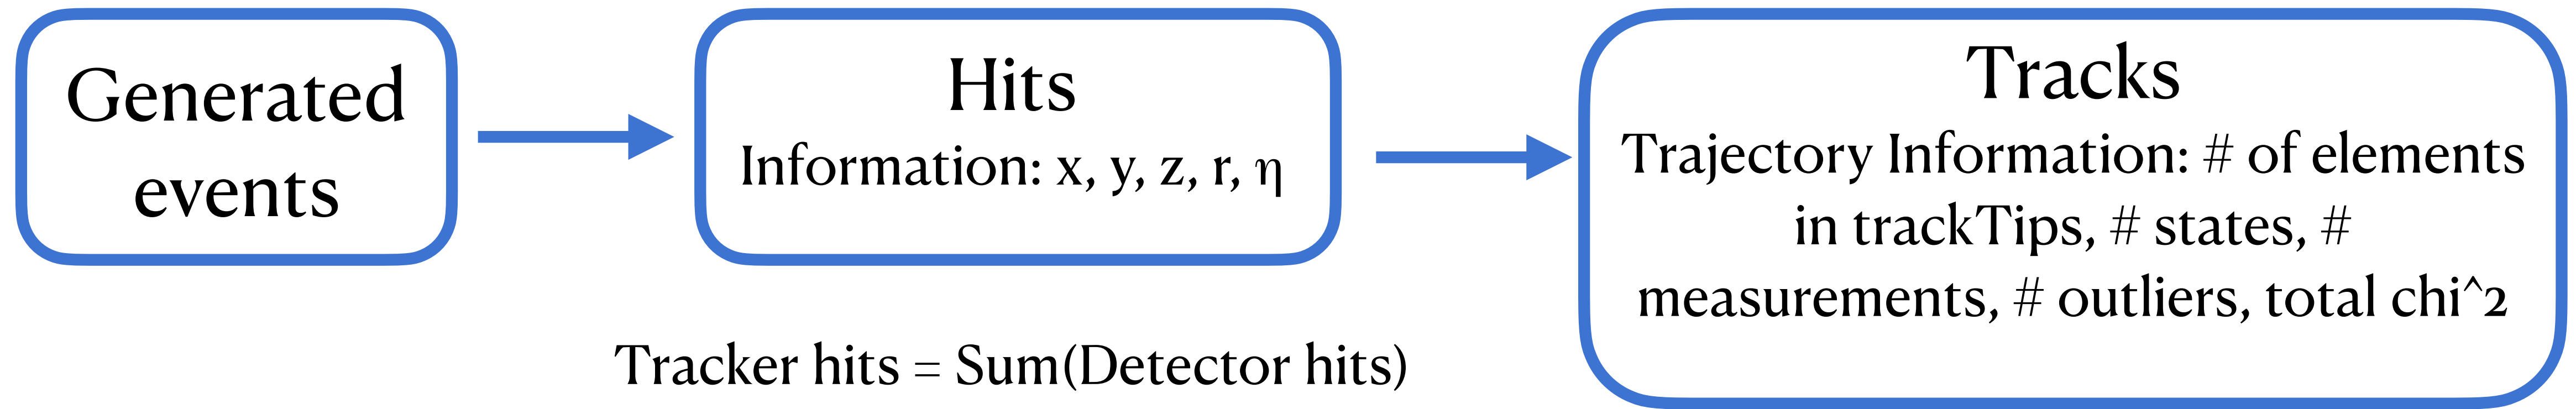 Generated
events
Hits
Information: x, y, z, r, η
Tracker hits = Sum(Detector hits)
Tracks
Trajectory Information: # of elements
in trackTips, # states, #
measurements, # outliers, total chi^2